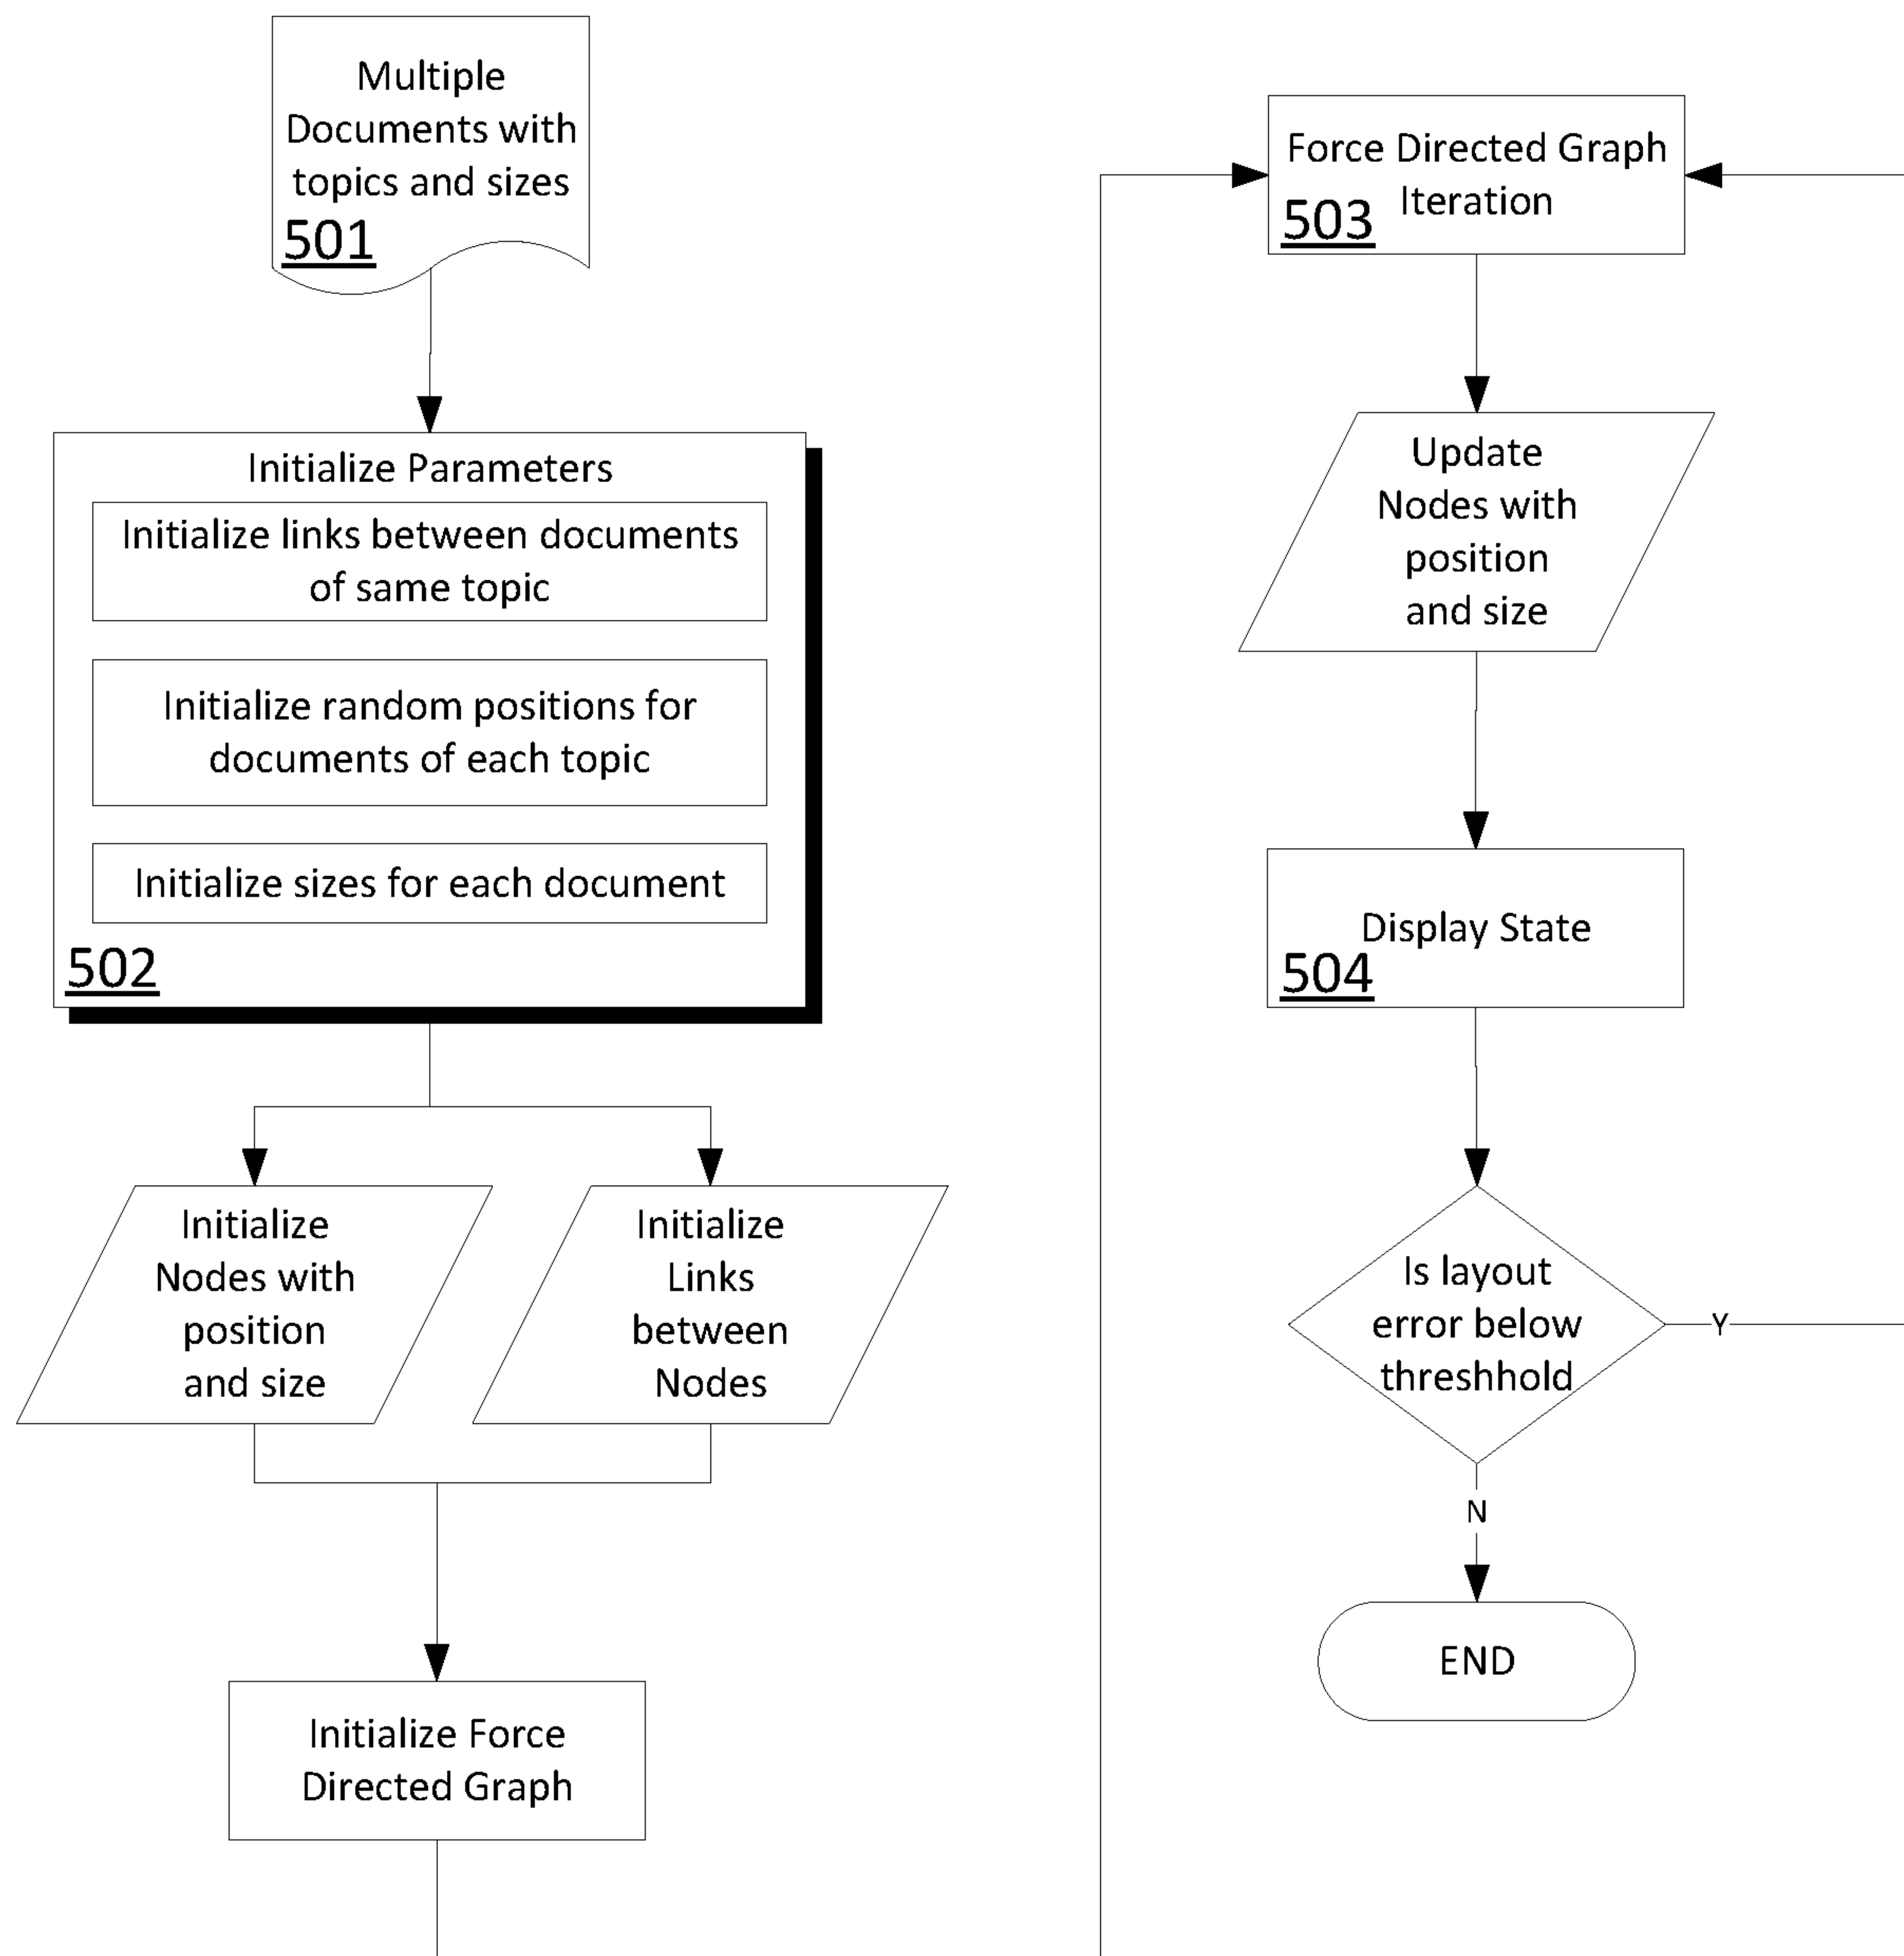 Multiple
Documents with
topics and sizes
501
Initialize Parameters
Initialize links between documents
of same topic
Initialize random positions for
documents of each topic
Initialize sizes for each document
502
Initialize
Nodes with
position
and size
Initialize
Links
between
Nodes
Initialize Force
Directed Graph
Force Directed Graph
Iteration
503
Update
Nodes with
position
and size
Display State
504
Is layout
error below
threshhold
Y
N
END